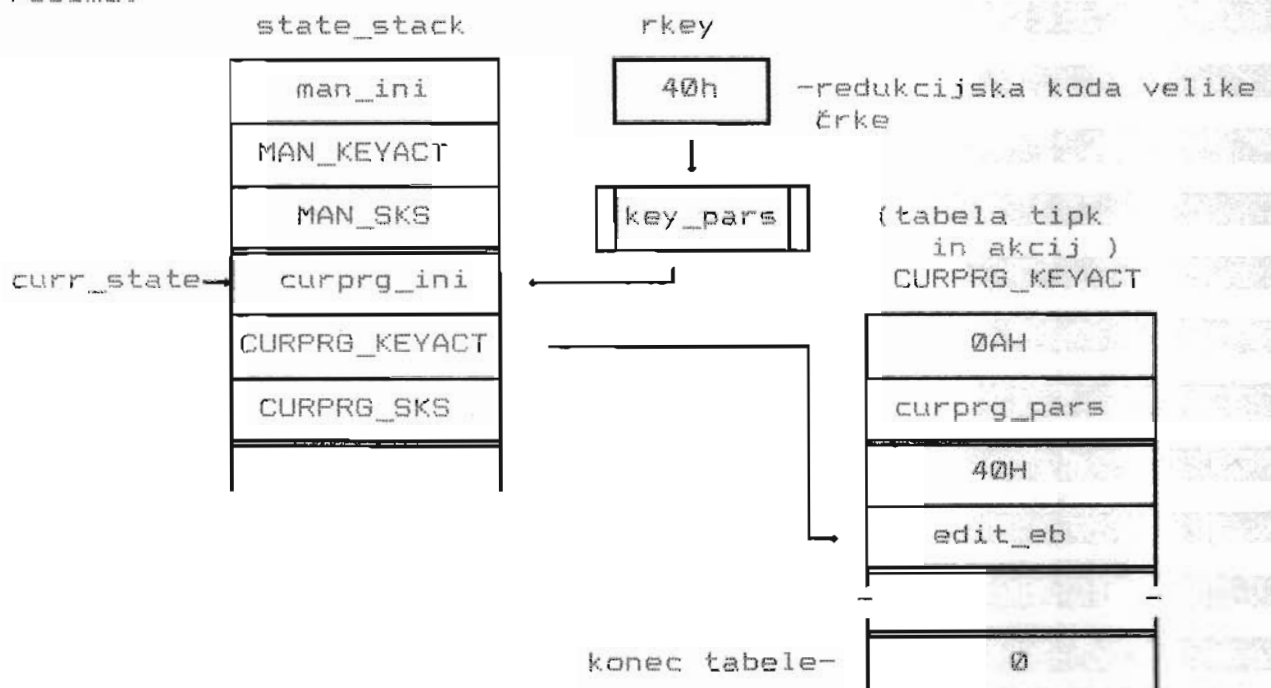 state_stack
rkey
man_ini
40h
-redukcijska koda velike
črke
MAN_KEYACT
MAN_SKS
key_pars
(tabela tipk
in akcij )
curr_state
curprg_ini
CURPRG_KEYACT
CURPRG_KEYACT
0AH
CURPRG_SKS
curprg_pars
40H
edit_eb
konec tabele-
0